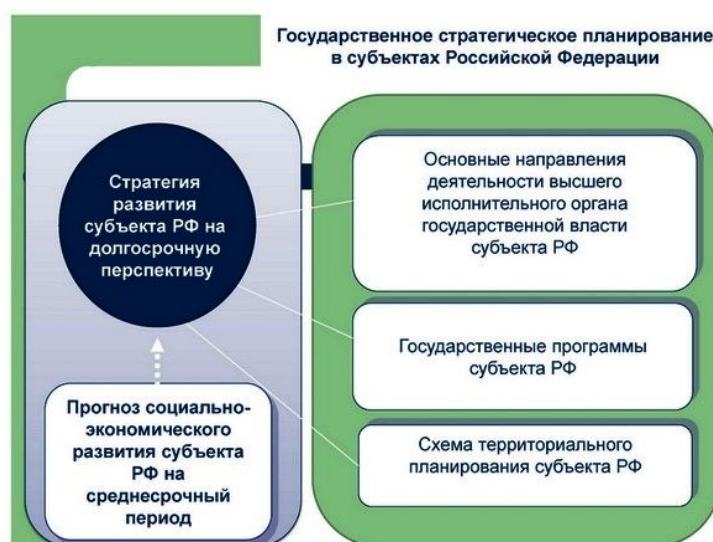 Государственное стратегическое планирование
в субъектах Российской Федерации
Стратегия
развития
субъекта РФ на
долгосрочную
перспективу
Прогноз социально-
экономического
развития субъекта
РФ на
среднесрочный
период
Основные направления
деятельности высшего
исполнительного органа
государственной власти
субъекта РФ
Государственные программы
субъекта РФ
Схема территориального
планирования субъекта РФ